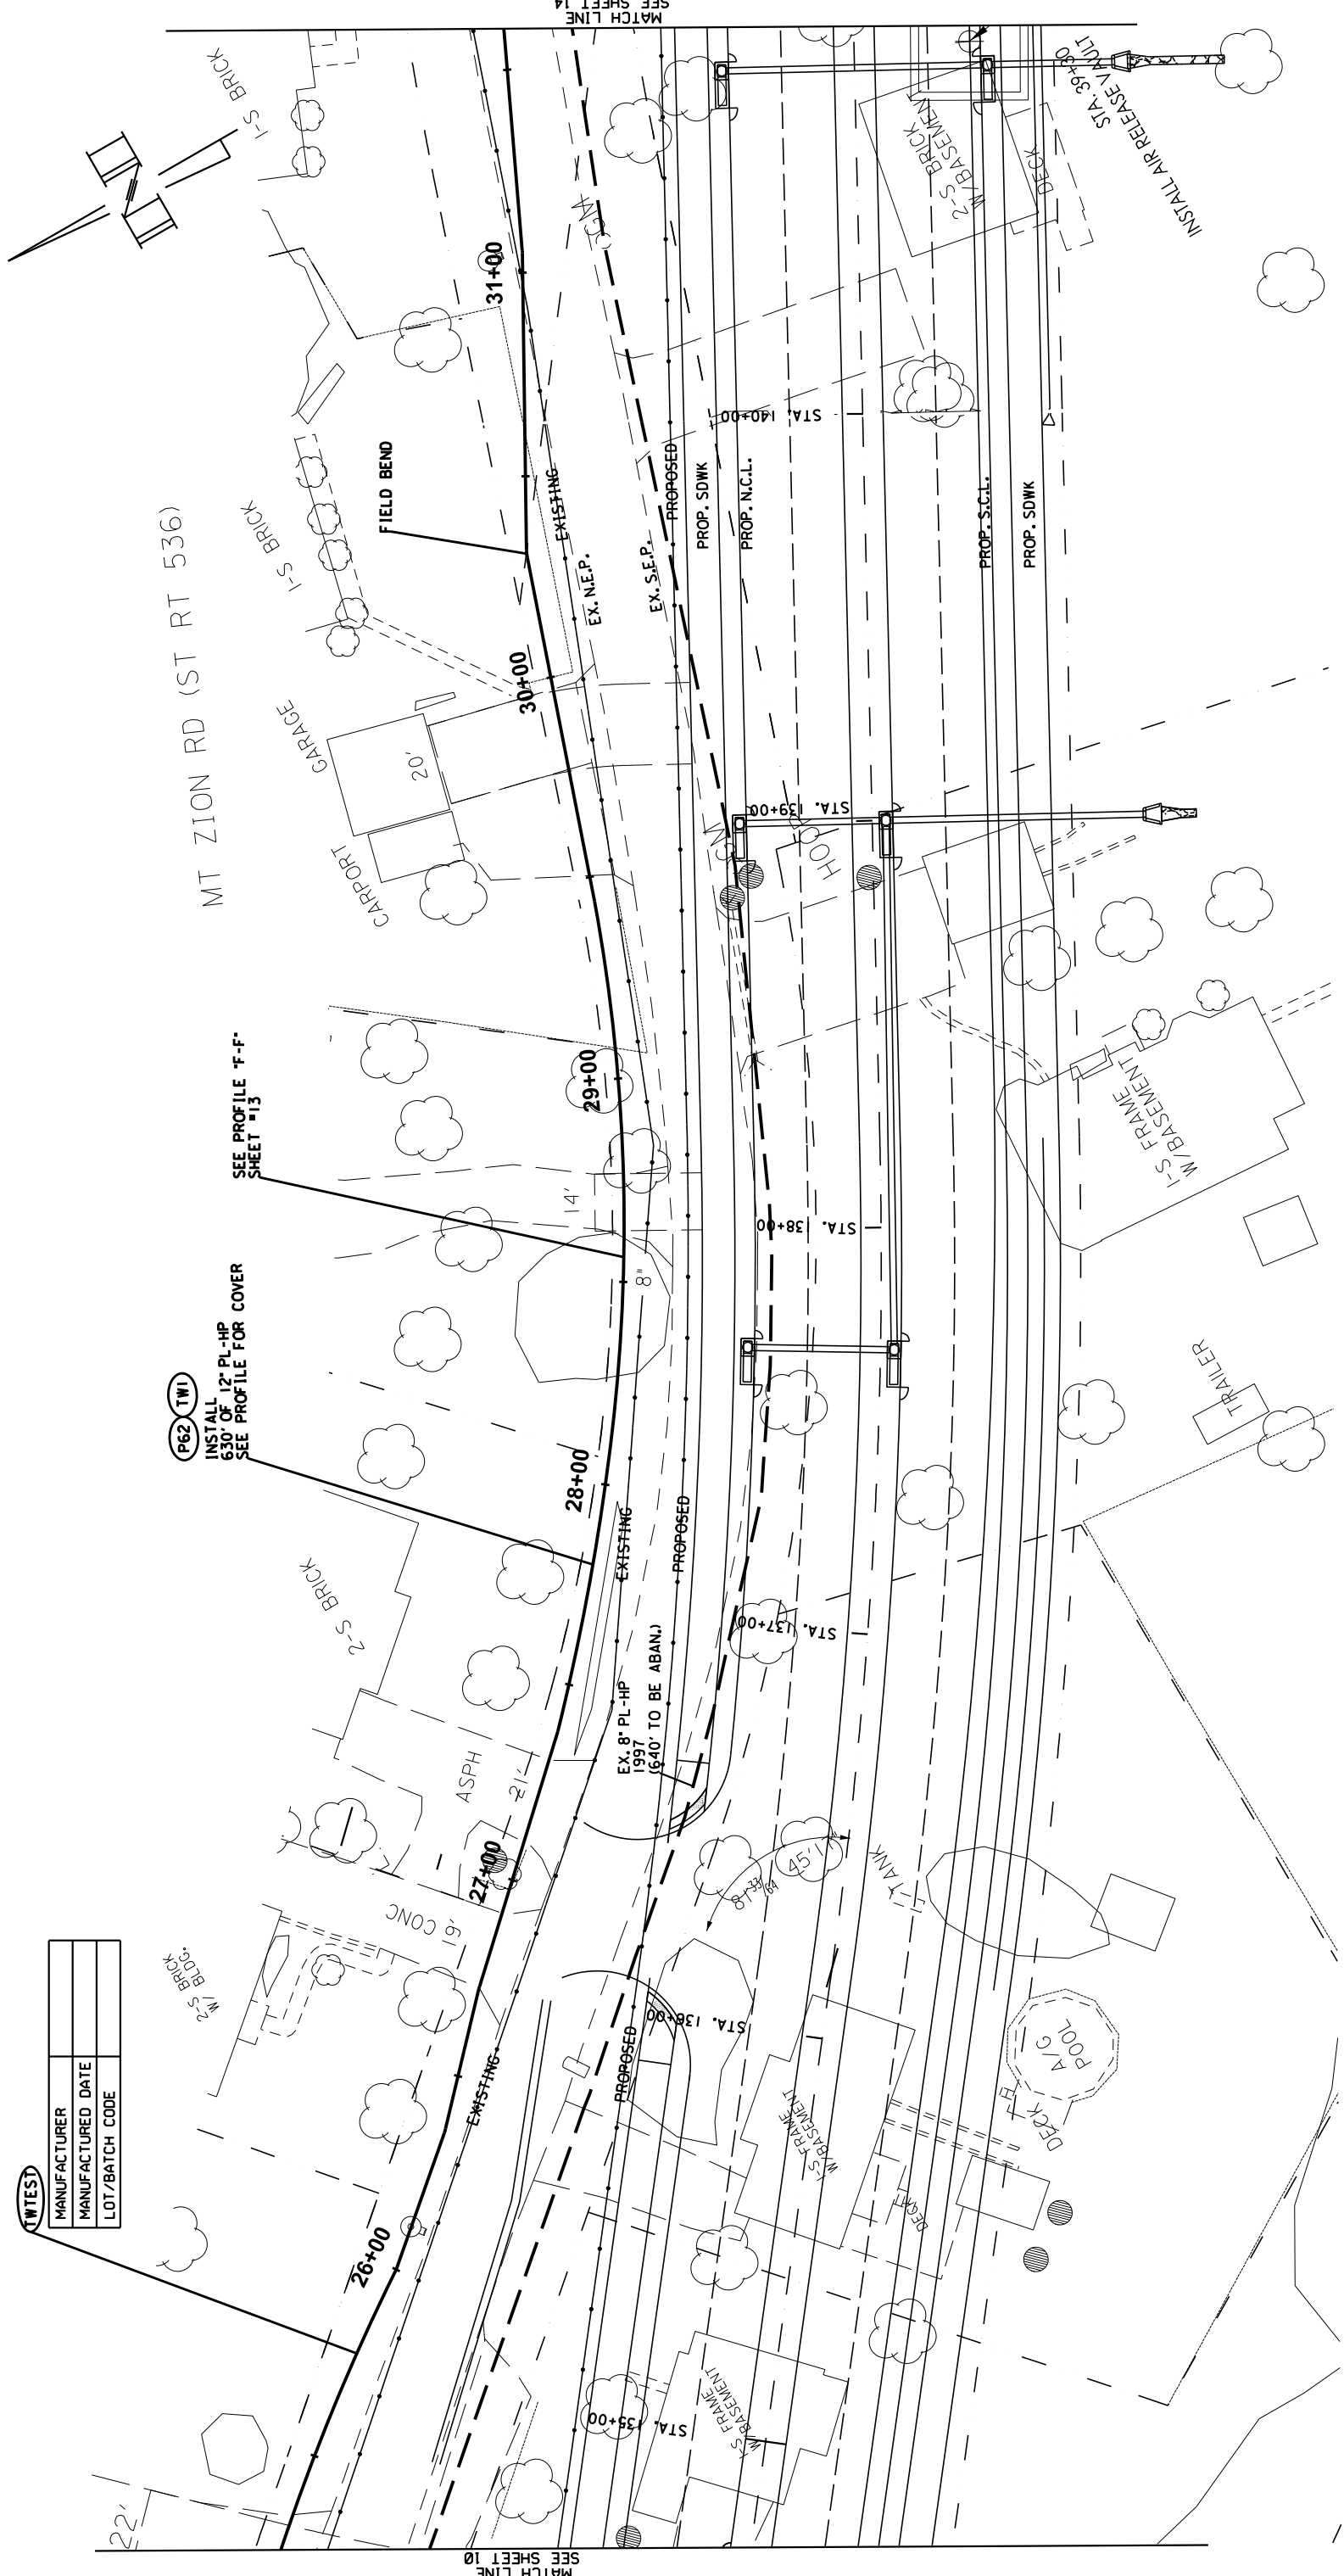 MATCH LINE
SEE SHEET 14
1-S BRICK
31+00
2-S BRICK
W/BASEMEN
DECK
STA. 39+30
INSTALL AIR RELEASE VAULT
MT ZION RD (ST RT 536)
1-S BRICK
FIELD BEND
EXISTING
EX. N.E.P.
EX. S.E.P.
PROPOSED
PROP. SDWK
PROP. N.C.L.
STA. 140+00
PROP. S.C.L.
PROP. SDWK
30+00
GARAGE
20'
CARPORT
STA. 139+00
29+00
SEE PROFILE "F-F"
SHEET #13
14'
8"
STA. 138+00
1-S FRAME
W/BASEMENT
P62
TW1
INSTALL
630' OF 12" PL-HP
SEE PROFILE FOR COVER
28+00
EXISTING
PROPOSED
TRAILER
2-S BRICK
EX. 8" PL-HP
1997
(640' TO BE ABAN.)
STA. 137+00
ASPH
21'
27+00
CONC
19'
45'11"
TANK
2-S BRICK
W/ BLDG.
EXISTING
PROPOSED
STA. 136+00
A/G
POOL
DECK
1-S FRAME
W/BASEMENT
DECK
TWTEST
MANUFACTURER
MANUFACTURED DATE
LOT/BATCH CODE
26+00
STA. 135+00
1-S FRAME
W/BASEMENT
22'
MATCH LINE
SEE SHEET 10